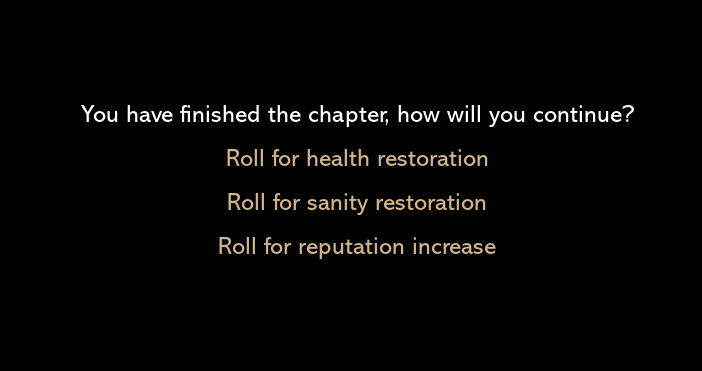 You have finished the chapter, how will you continue?
Roll for health restoration
Roll for sanity restoration
Roll for reputation increase